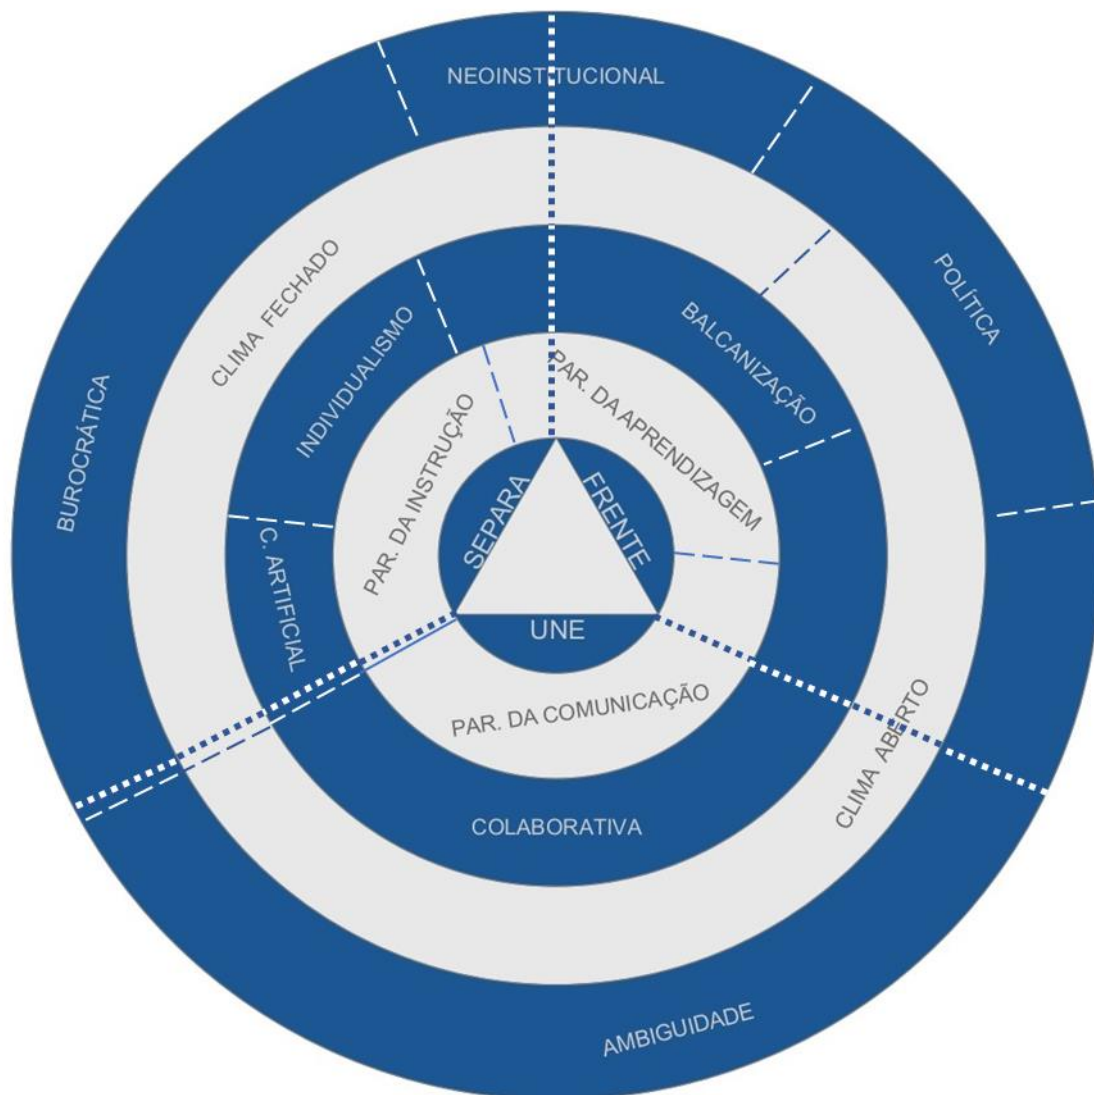 NEOINSTITUCIONAL
POLÍTICA
BUROCRÁTICA
AMBIGUIDADE
CLIMA FECHADO
CLIMA ABERTO
INDIVIDUALISMO
BALCANIZAÇÃO
C. ARTIFICIAL
COLABORATIVA
PAR. DA INSTRUÇÃO
PAR. DA APRENDIZAGEM
PAR. DA COMUNICAÇÃO
SEPARA
FRENTE
UNE